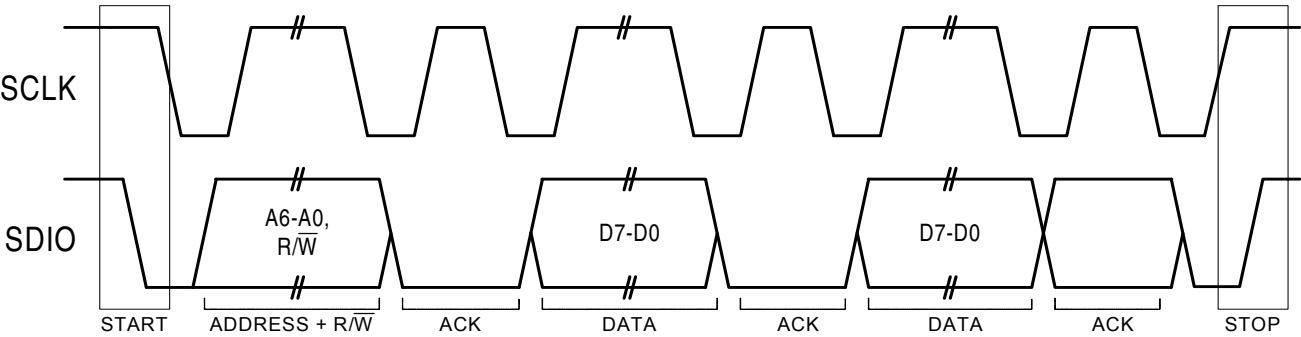 SCLK
SDIO
A6-A0,
R/W̅
D7-D0
D7-D0
START
ADDRESS + R/W̅
ACK
DATA
ACK
DATA
ACK
STOP